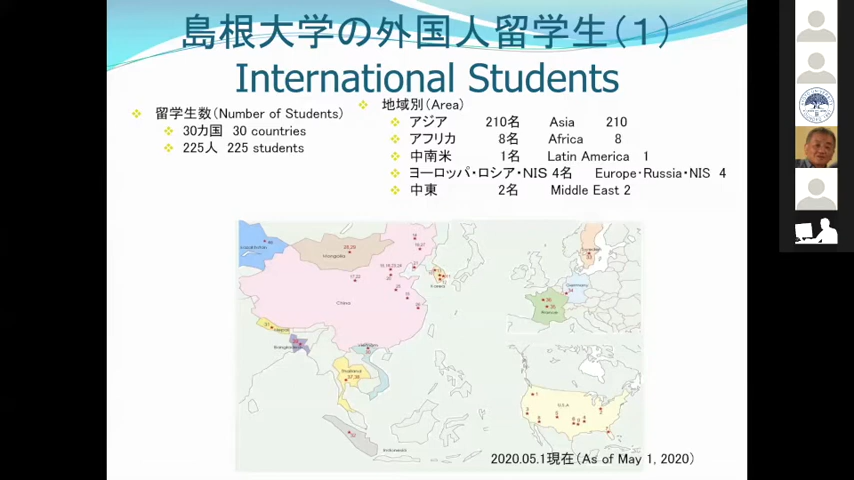 島根大学の外国人留学生(1)
International Students
留学生数(Number of Students)
30カ国 30 countries
225人 225 students
地域別(Area)
アジア 210名 Asia 210
アフリカ 8名 Africa 8
中南米 1名 Latin America 1
ヨーロッパ・ロシア・NIS 4名 Europe・Russia・NIS 4
中東 2名 Middle East 2
Mongolia
China
Korea
Thailand
Indonesia
Germany
France
U.S.A
2020.05.1現在(As of May 1, 2020)